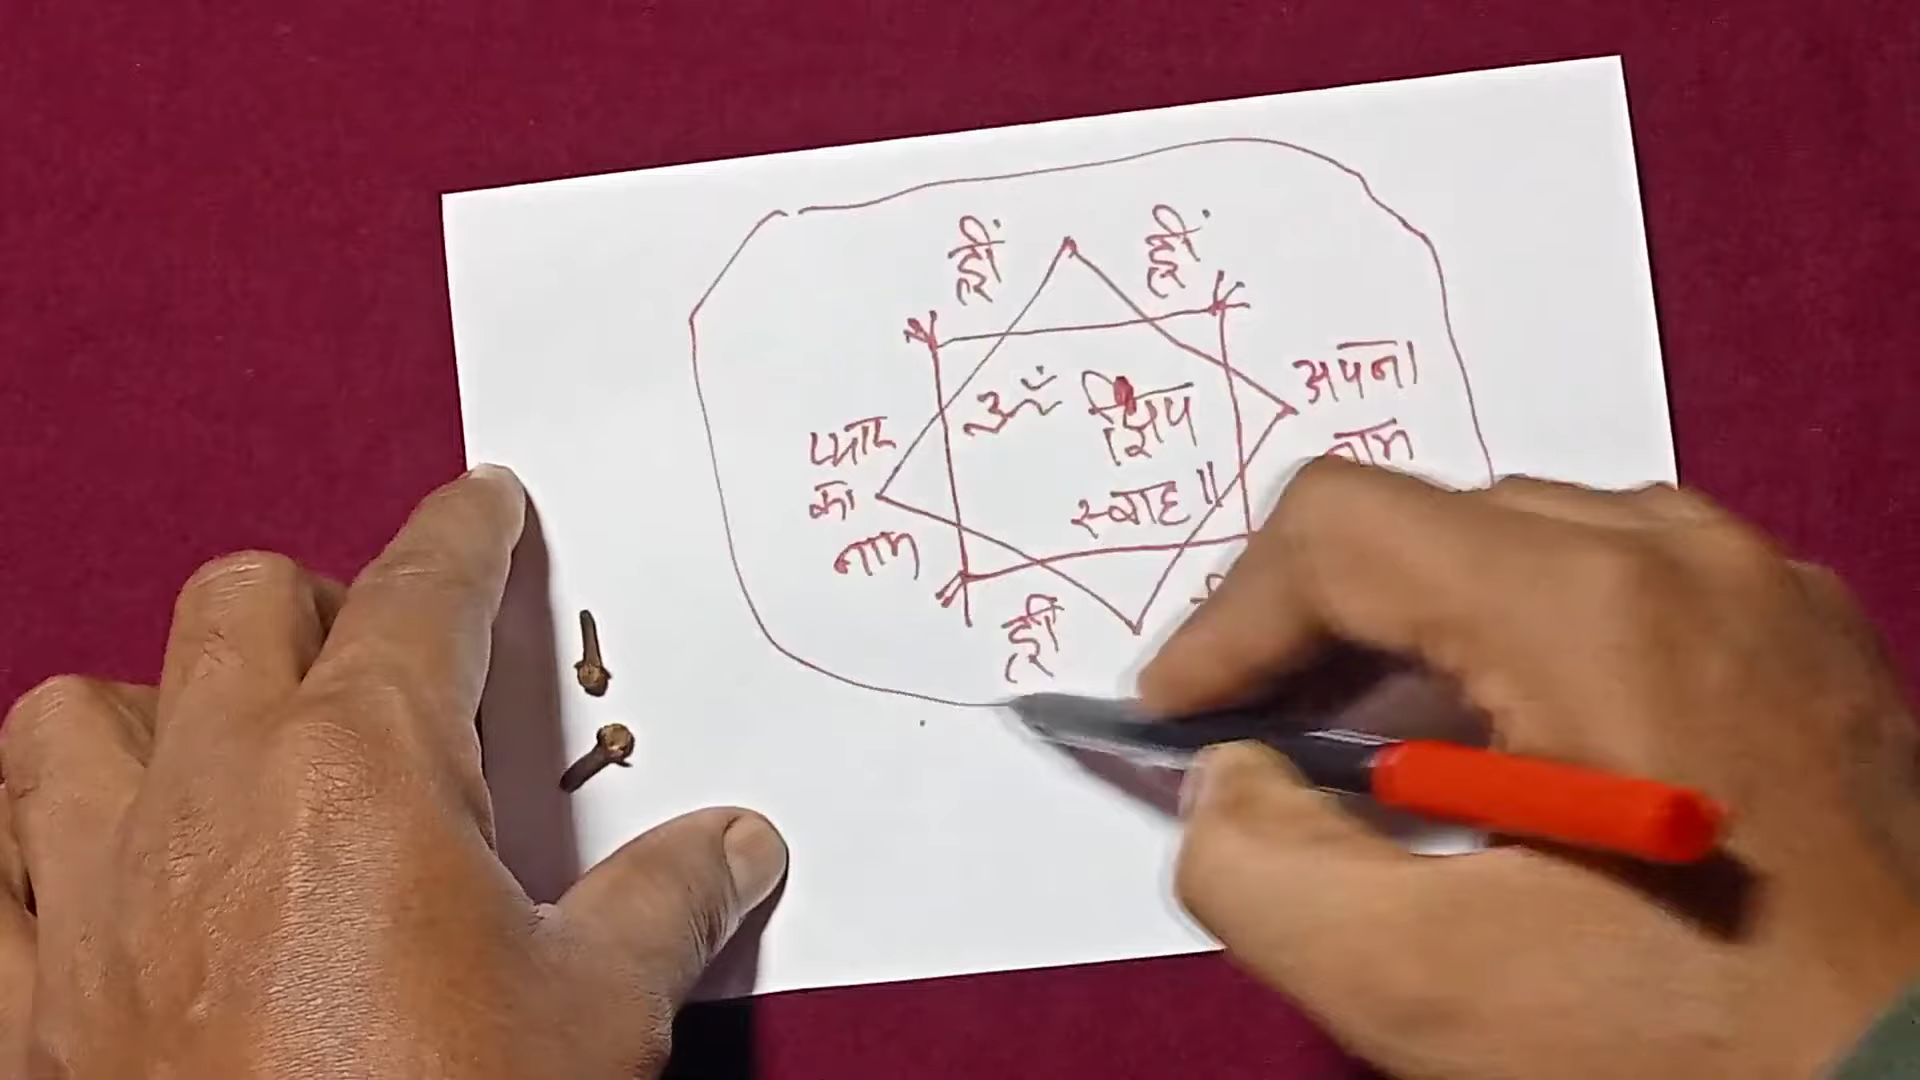 ह्रीं ह्रीं
ॐ क्षिप
स्वाह॥
प्यार
का
नाम
अपना
नाम
ह्रीं